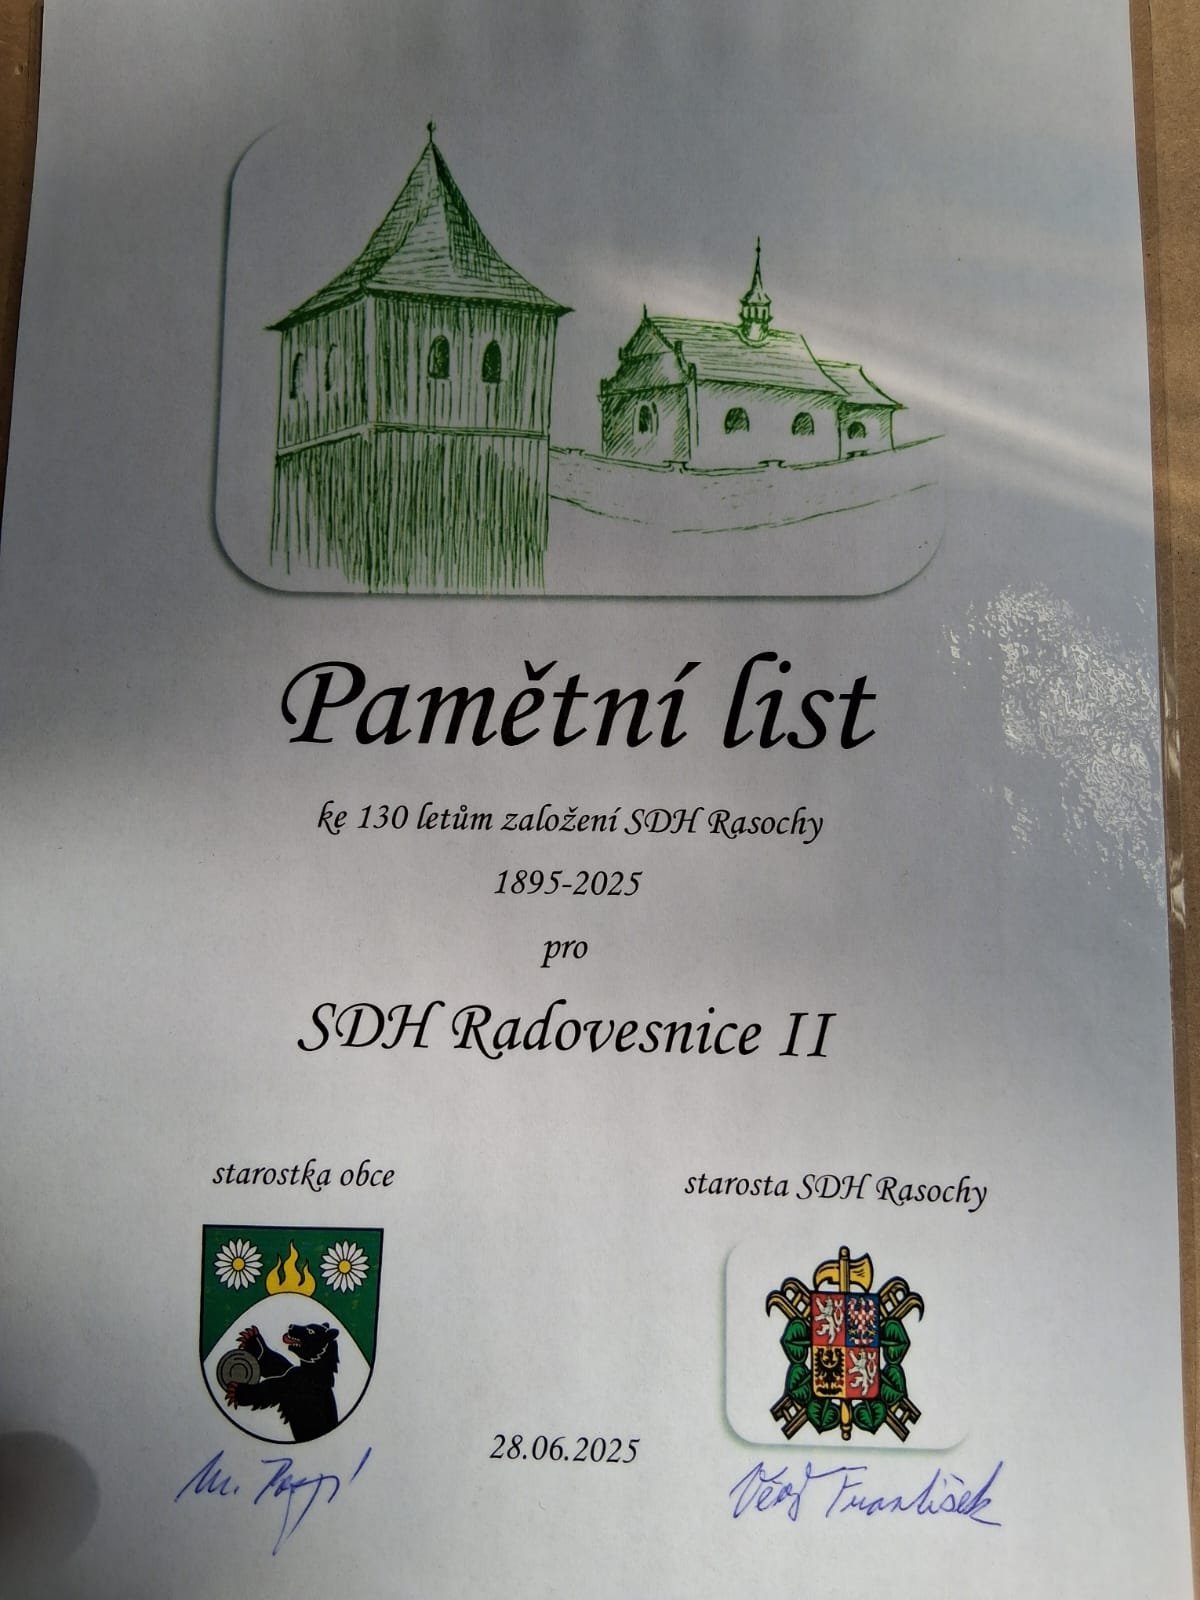 Pamětní list
ke 130 letům založení SDH Rasochy
1895-2025
pro
SDH Radovesnice II
starostka obce
starosta SDH Rasochy
28.06.2025
František